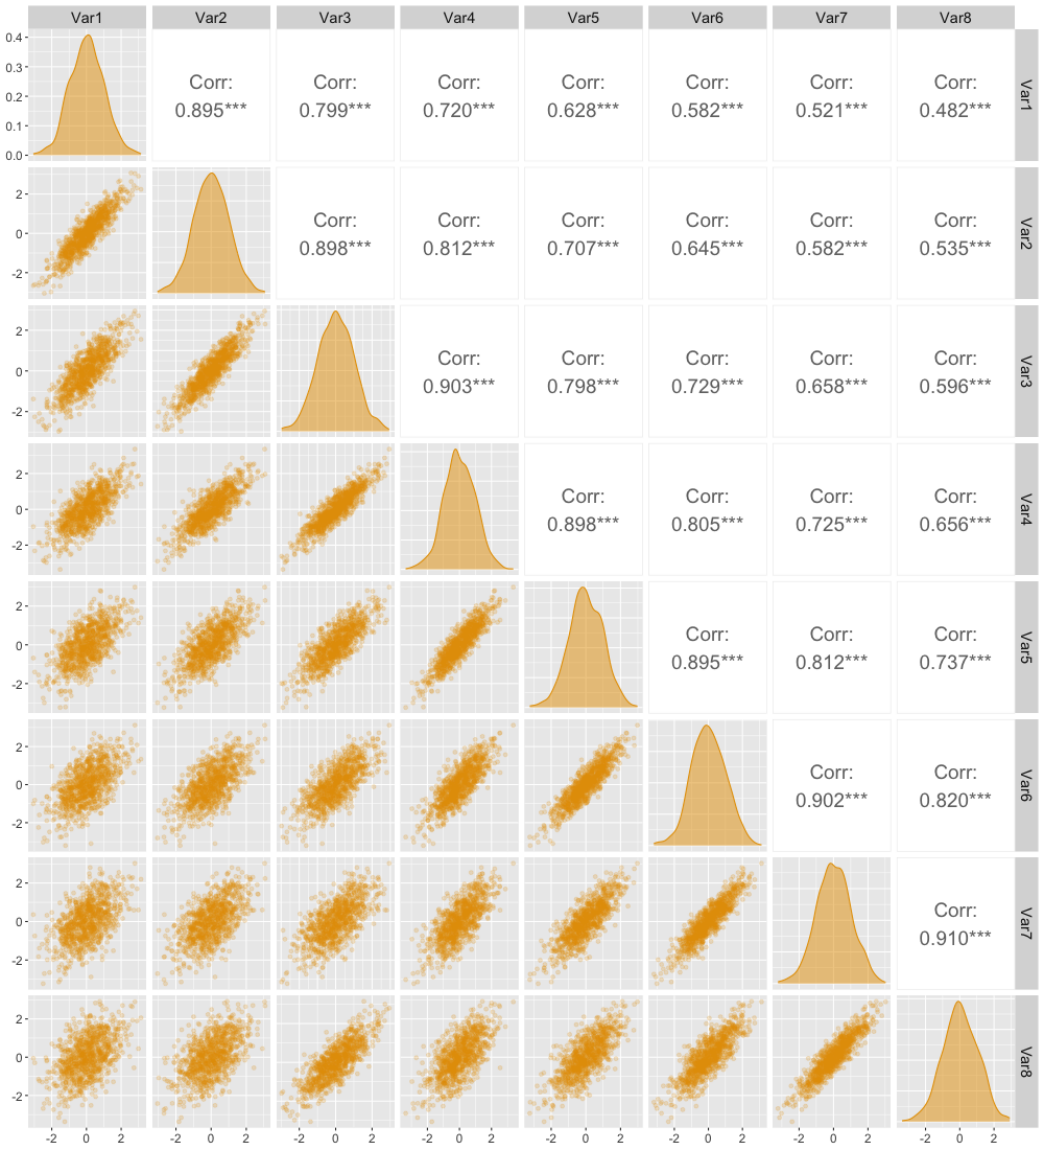 Var1 Var2 Var3 Var4 Var5 Var6 Var7 Var8
0.4
0.3
0.2
0.1
0.0
Corr: Corr: Corr: Corr: Corr: Corr: Corr:
0.895*** 0.799*** 0.720*** 0.628*** 0.582*** 0.521*** 0.482***
Var1
2
0
-2
Corr: Corr: Corr: Corr: Corr: Corr:
0.898*** 0.812*** 0.707*** 0.645*** 0.582*** 0.535***
Var2
2
0
-2
Corr: Corr: Corr: Corr: Corr:
0.903*** 0.798*** 0.729*** 0.658*** 0.596***
Var3
2
0
-2
Corr: Corr: Corr: Corr:
0.898*** 0.805*** 0.725*** 0.656***
Var4
2
0
-2
Corr: Corr: Corr:
0.895*** 0.812*** 0.737***
Var5
2
0
-2
Corr: Corr:
0.902*** 0.820***
Var6
2
0
-2
Corr:
0.910***
Var7
2
0
-2
Var8
-2 0 2 -2 0 2 -2 0 2 -2 0 2 -2 0 2 -2 0 2 -2 0 2 -2 0 2